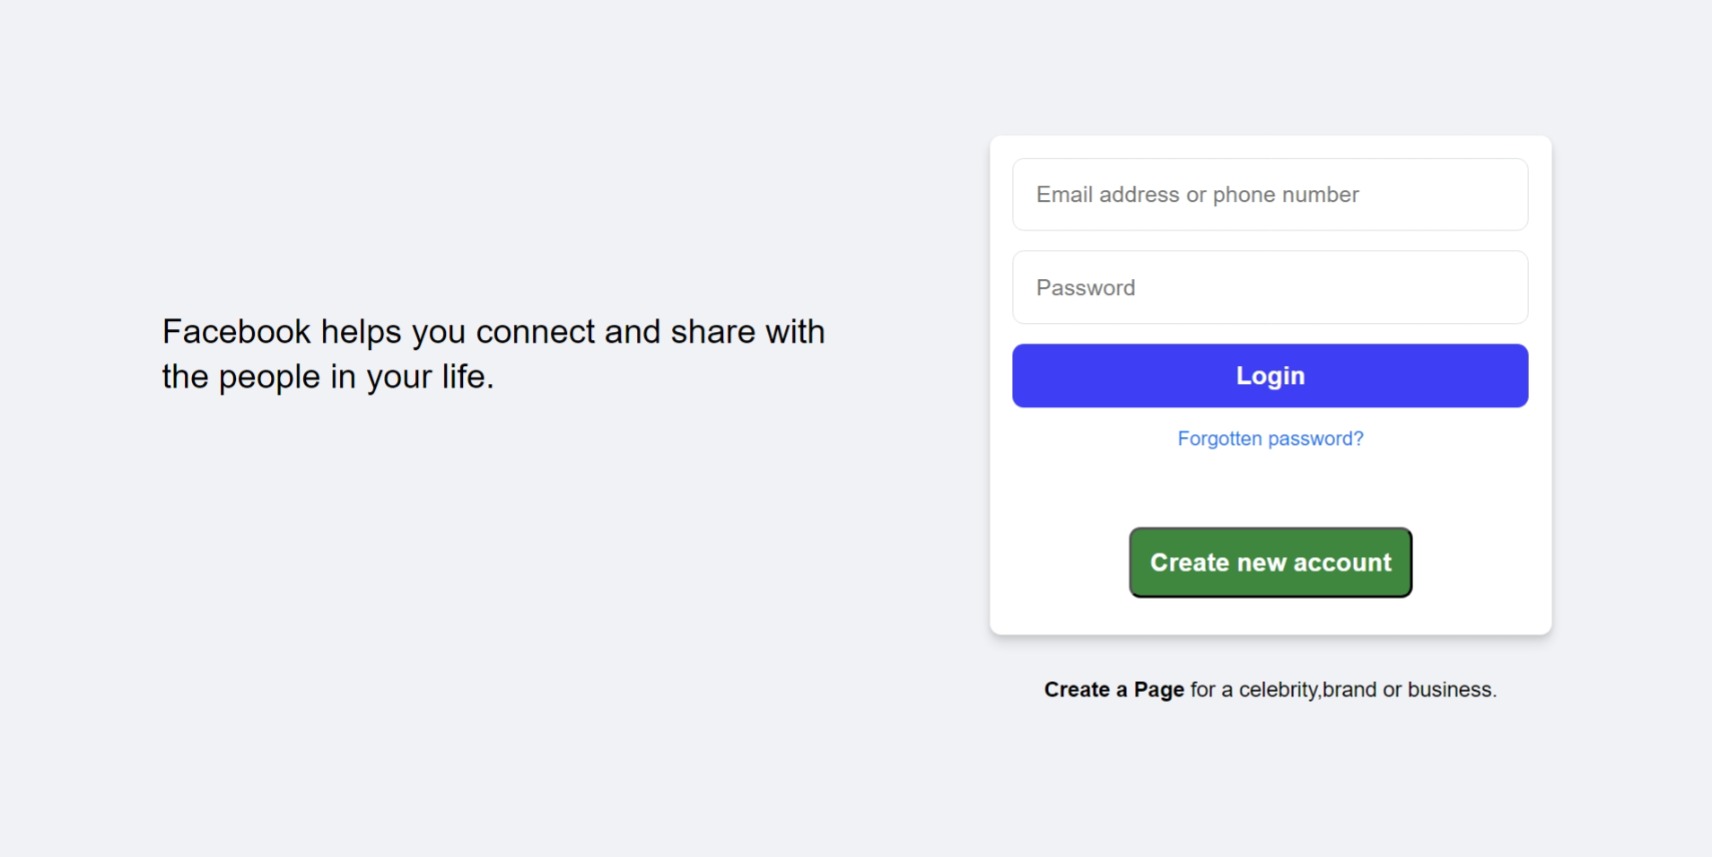 Facebook helps you connect and share with
the people in your life.
Email address or phone number
Password
Login
Forgotten password?
Create new account
Create a Page for a celebrity,brand or business.